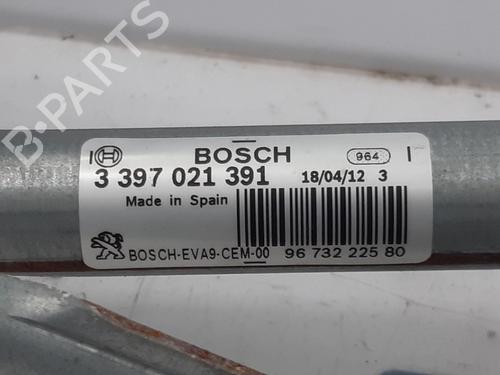 B-PARTS
BOSCH 964 I
3 397 021 391 18/04/12 3
Made in Spain
BOSCH-EVA9-CEM-00 96 732 225 80